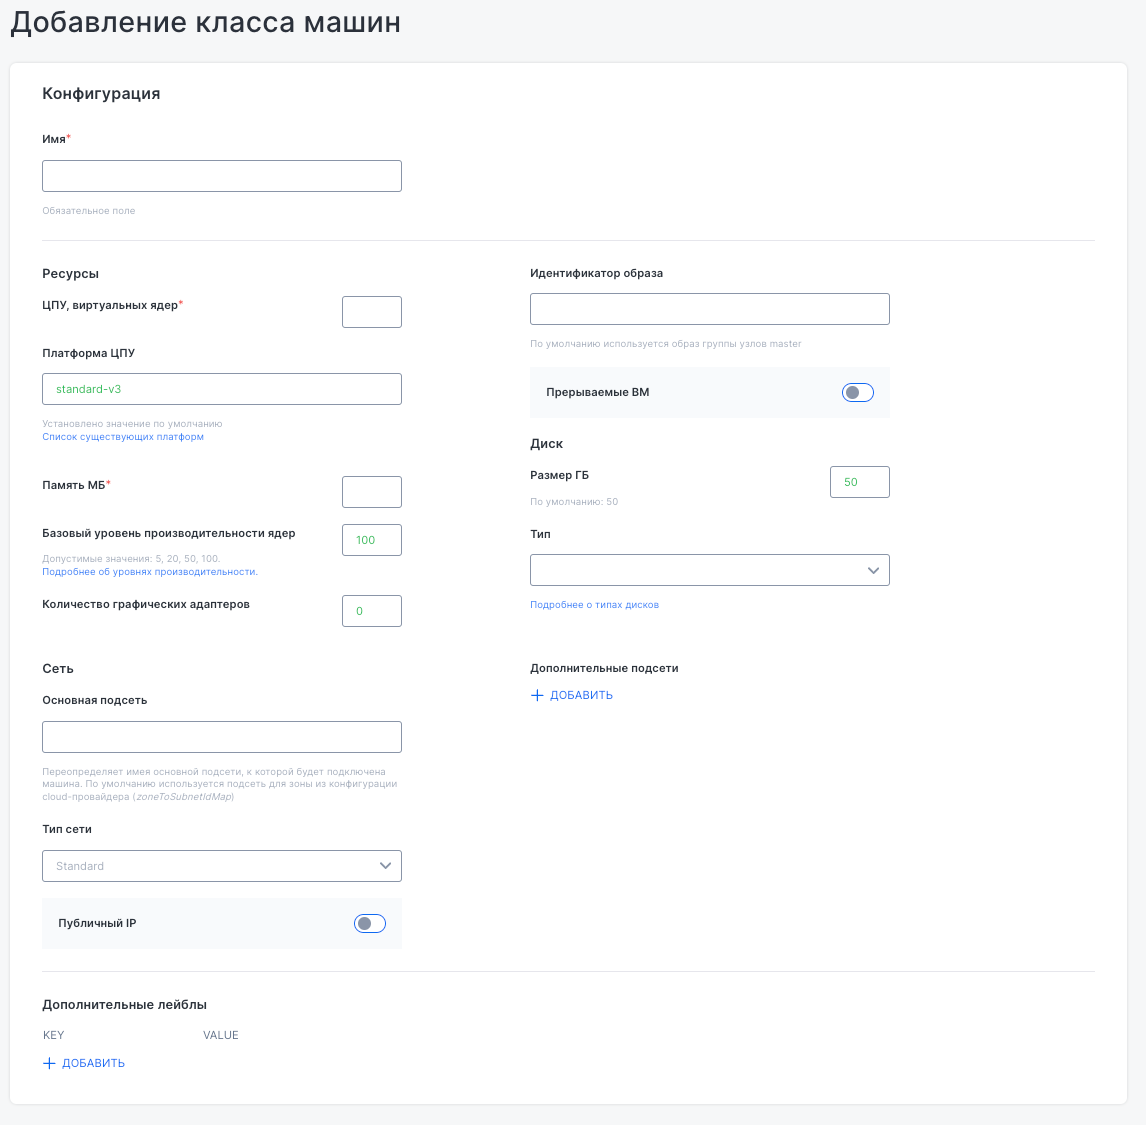 Добавление класса машин
Конфигурация
Имя*
Обязательное поле
Ресурсы
ЦПУ, виртуальных ядер*
Платформа ЦПУ
standard-v3
Установлено значение по умолчанию
Список существующих платформ
Память МБ*
Базовый уровень производительности ядер
100
Допустимые значения: 5, 20, 50, 100.
Подробнее об уровнях производительности.
Количество графических адаптеров
0
Идентификатор образа
По умолчанию используется образ группы узлов master
Прерываемые ВМ
Диск
Размер ГБ
50
По умолчанию: 50
Тип
Подробнее о типах дисков
Сеть
Основная подсеть
Переопределяет имея основной подсети, к которой будет подключена
машина. По умолчанию используется подсеть для зоны из конфигурации
cloud-провайдера (zoneToSubnetIdMap)
Тип сети
Standard
Публичный IP
Дополнительные подсети
ДОБАВИТЬ
Дополнительные лейблы
KEY VALUE
ДОБАВИТЬ